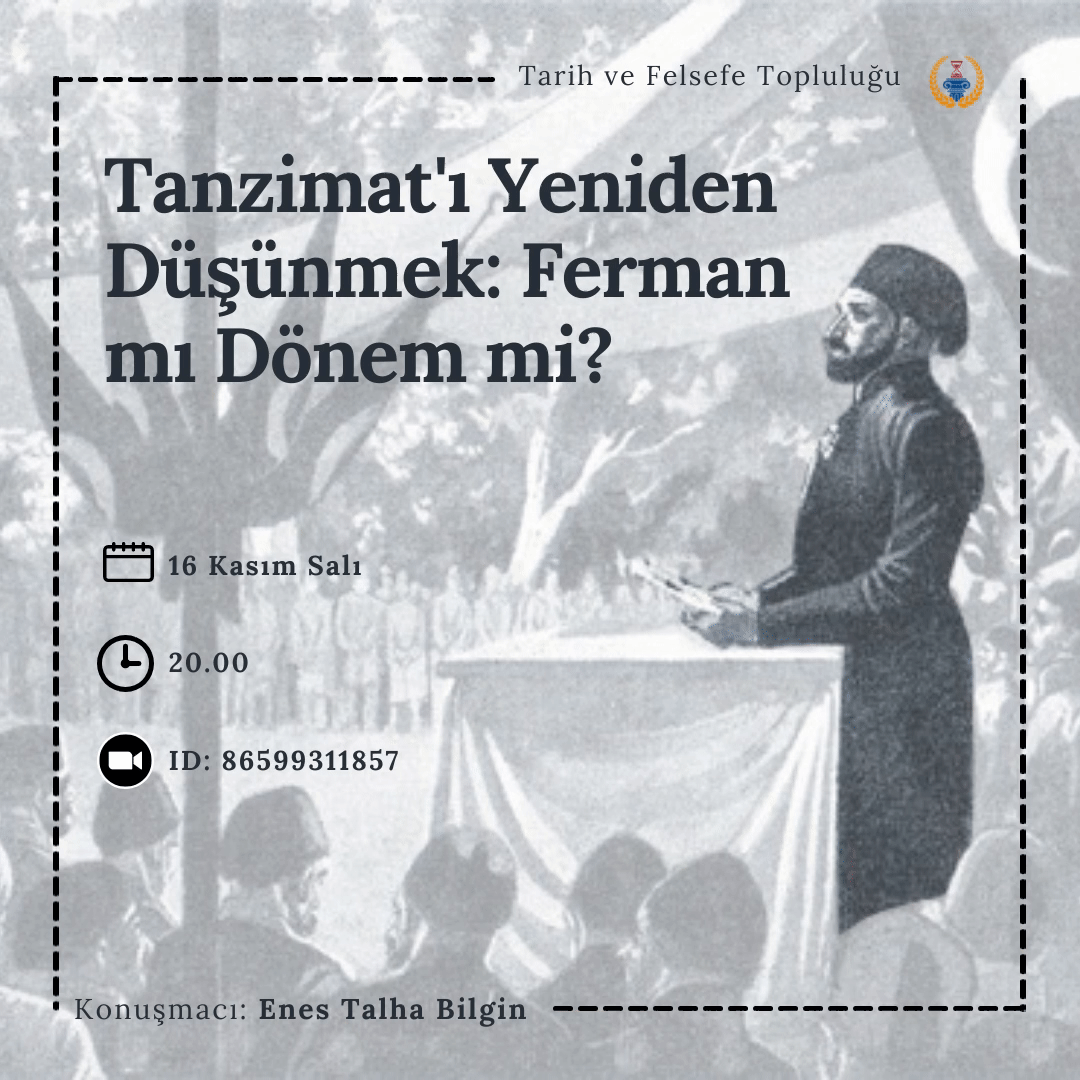 Tarih ve Felsefe Topluluğu
Tanzimat'ı Yeniden
Düşünmek: Ferman
mı Dönem mi?
16 Kasım Salı
20.00
ID: 86599311857
Konuşmacı: Enes Talha Bilgin